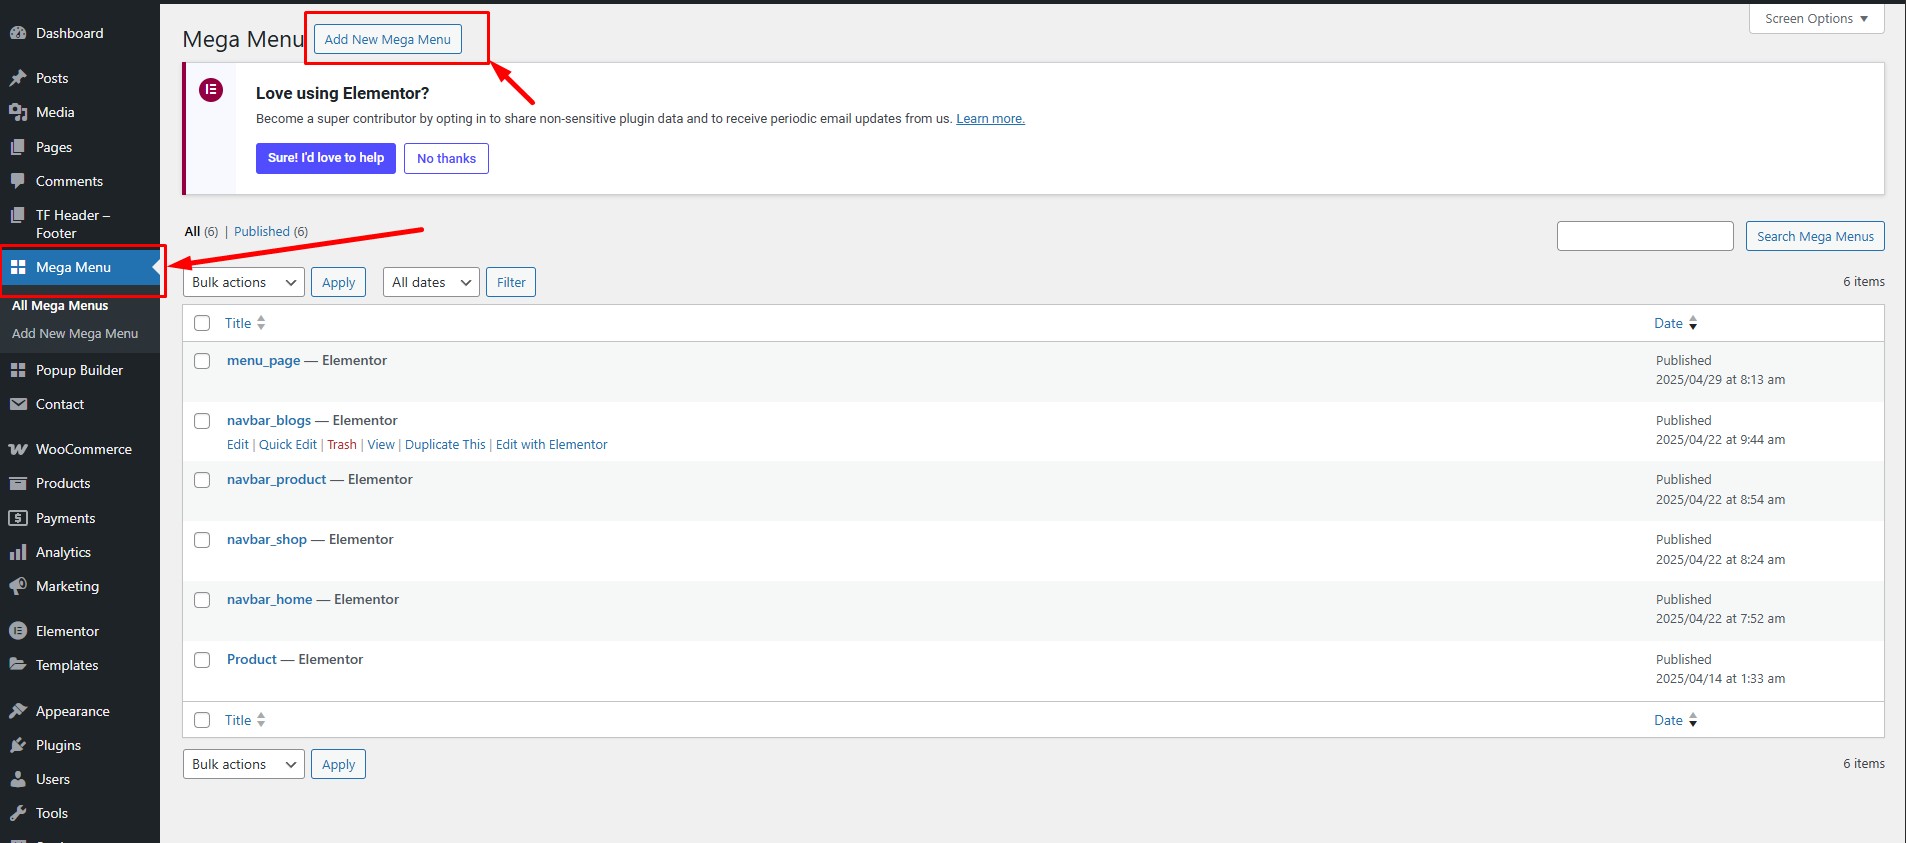 Dashboard
Posts
Media
Pages
Comments
TF Header –
Footer
Mega Menu
All Mega Menus
Add New Mega Menu
Popup Builder
Contact
WooCommerce
Products
Payments
Analytics
Marketing
Elementor
Templates
Appearance
Plugins
Users
Tools
Screen Options
Mega Menu Add New Mega Menu
Love using Elementor?
Become a super contributor by opting in to share non-sensitive plugin data and to receive periodic email updates from us. Learn more.
Sure! I'd love to help No thanks
All (6) | Published (6)
Search Mega Menus
Bulk actions Apply All dates Filter 6 items
Title Date
menu_page — Elementor Published
2025/04/29 at 8:13 am
navbar_blogs — Elementor Published
Edit | Quick Edit | Trash | View | Duplicate This | Edit with Elementor 2025/04/22 at 9:44 am
navbar_product — Elementor Published
2025/04/22 at 8:54 am
navbar_shop — Elementor Published
2025/04/22 at 8:24 am
navbar_home — Elementor Published
2025/04/22 at 7:52 am
Product — Elementor Published
2025/04/14 at 1:33 am
Title Date
Bulk actions Apply 6 items